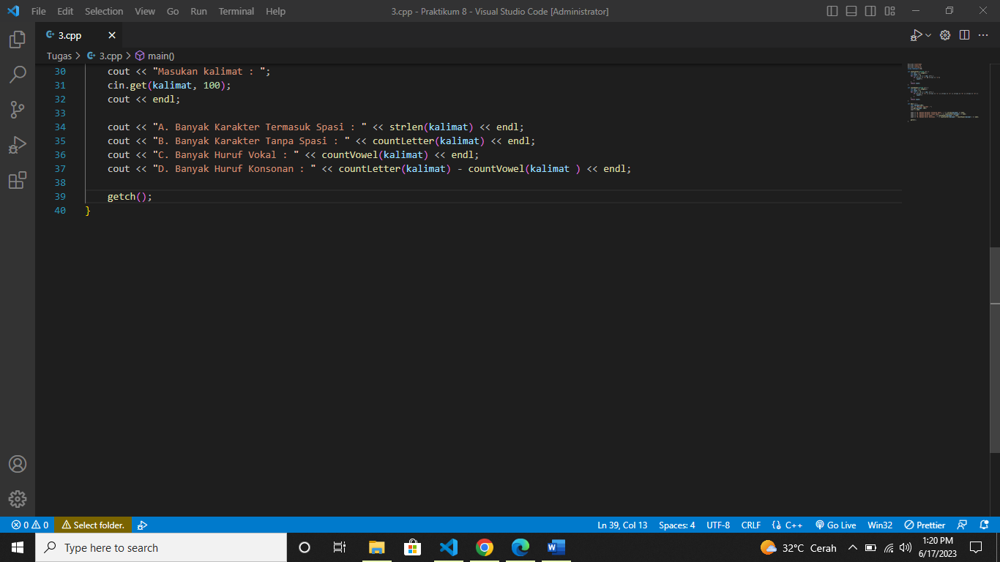 File Edit Selection View Go Run Terminal Help 3.cpp - Praktikum 8 - Visual Studio Code [Administrator]
3.cpp
Tugas > 3.cpp > main()
30 cout << "Masukan kalimat : ";
31 cin.get(kalimat, 100);
32 cout << endl;
33
34 cout << "A. Banyak Karakter Termasuk Spasi : " << strlen(kalimat) << endl;
35 cout << "B. Banyak Karakter Tanpa Spasi : " << countLetter(kalimat) << endl;
36 cout << "C. Banyak Huruf Vokal : " << countVowel(kalimat) << endl;
37 cout << "D. Banyak Huruf Konsonan : " << countLetter(kalimat) - countVowel(kalimat ) << endl;
38
39 getch();
40 }
0 0 Select folder. Ln 39, Col 13 Spaces: 4 UTF-8 CRLF C++ Go Live Win32 Prettier
Type here to search 32°C Cerah 1:20 PM
6/17/2023